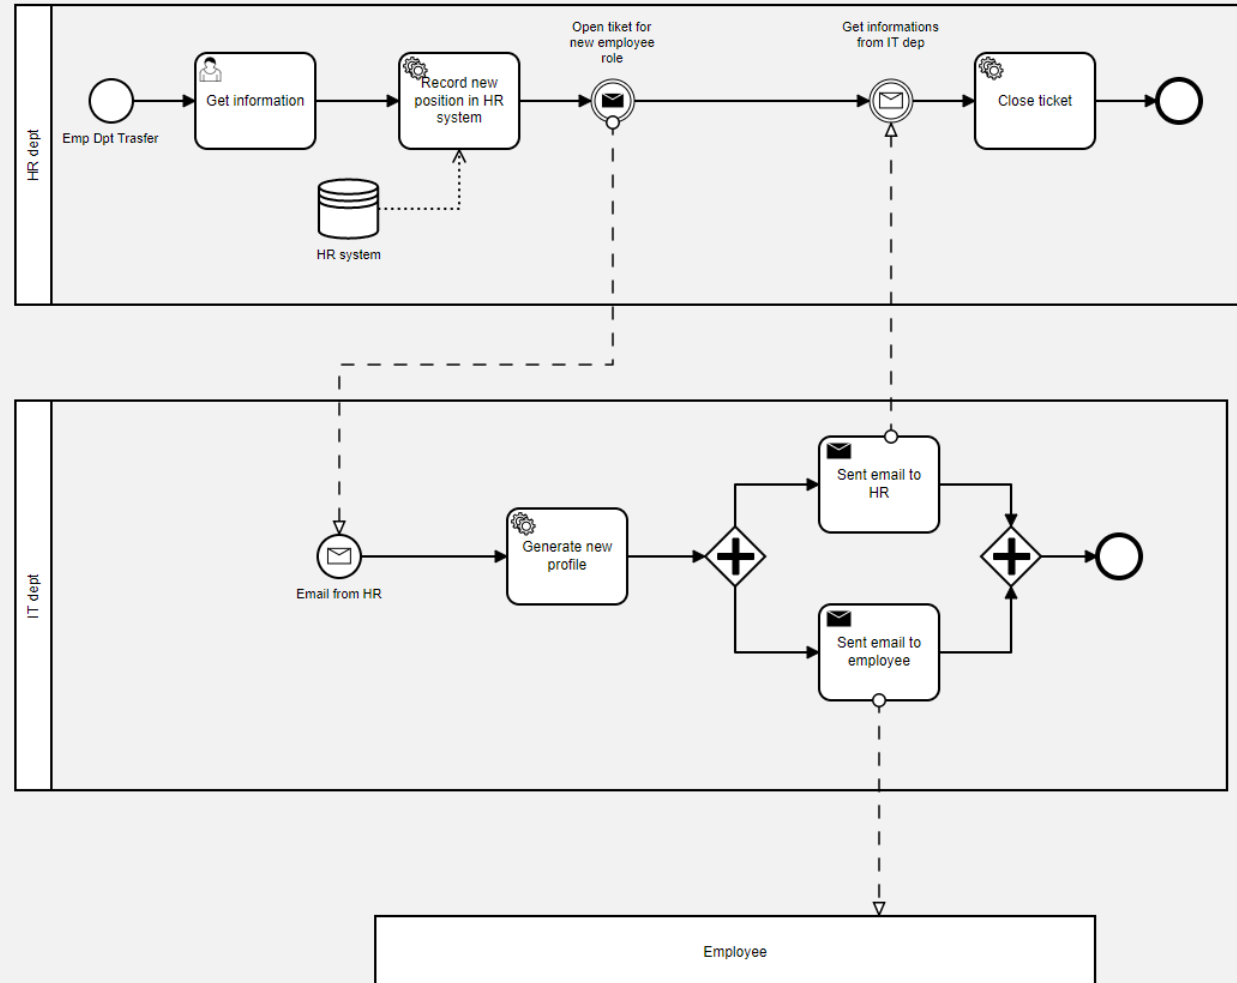 HR dept
Open tiket for
new employee
role
Get informations
from IT dep
Get information
Record new
position in HR
system
Close ticket
Emp Dpt Trasfer
HR system
IT dept
Sent email to
HR
Generate new
profile
Email from HR
Sent email to
employee
Employee